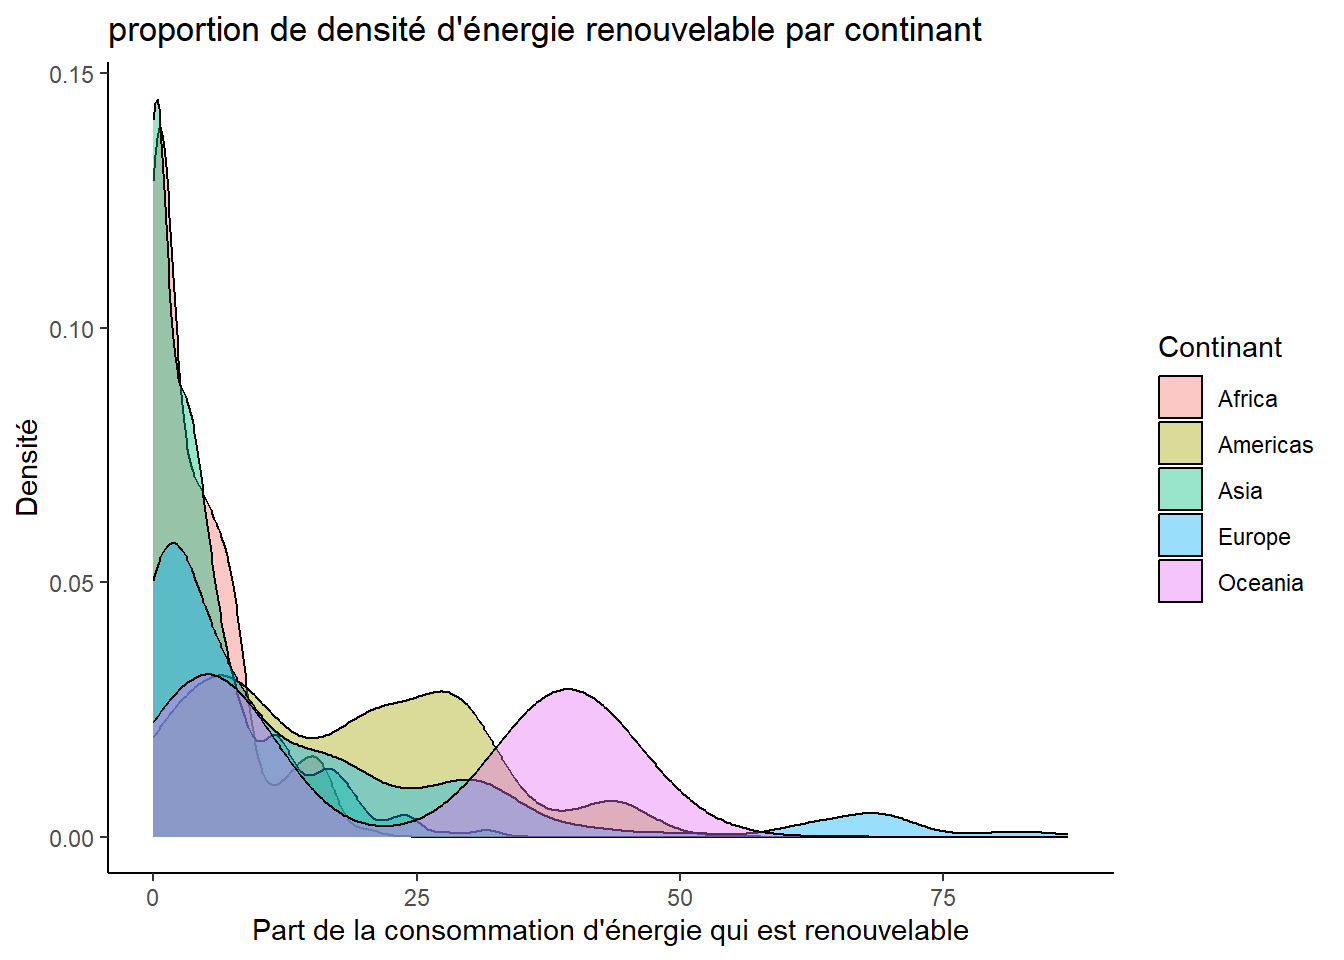 proportion de densité d'énergie renouvelable par continant
0.15
0.10
0.05
0.00
Densité
0
25
50
75
Part de la consommation d'énergie qui est renouvelable
Continant
Africa
Americas
Asia
Europe
Oceania